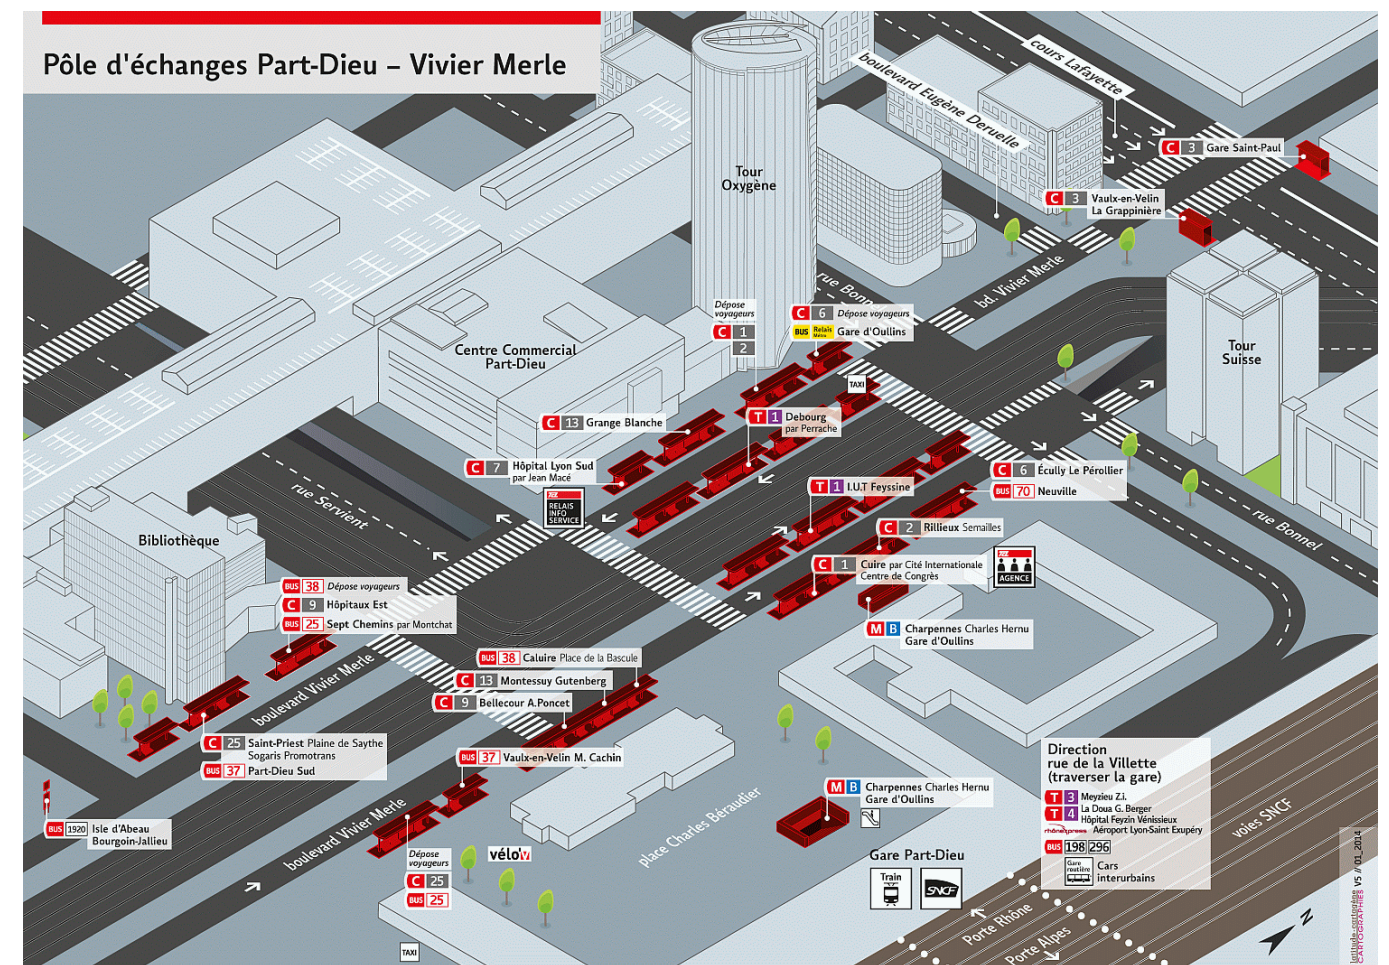 Pôle d'échanges Part-Dieu – Vivier Merle
cours Lafayette
boulevard Eugène Deruelle
C 3 Gare Saint-Paul
C 3 Vaulx-en-Velin
La Grappinière
Tour
Oxygène
bd. Vivier Merle
rue Bonnel
Dépose
voyageurs
C 1
2
C 6 Dépose voyageurs
BUS Relais Métro Gare d'Oullins
Tour
Suisse
Centre Commercial
Part-Dieu
TAXI
C 13 Grange Blanche
T 1 Debourg
par Perrache
C 7 Hôpital Lyon Sud
par Jean Macé
C 6 Écully Le Pérollier
BUS 70 Neuville
T 1 I.U.T Feyssine
RELAIS
INFO
SERVICE
rue Servient
rue Bonnel
C 2 Rillieux Semailles
Bibliothèque
C 1 Cuire par Cité Internationale
Centre de Congrès
AGENCE
BUS 38 Dépose voyageurs
C 9 Hôpitaux Est
BUS 25 Sept Chemins par Montchat
M B Charpennes Charles Hernu
Gare d'Oullins
BUS 38 Caluire Place de la Bascule
C 13 Montessuy Gutenberg
C 9 Bellecour A.Poncet
boulevard Vivier Merle
C 25 Saint-Priest Plaine de Saythe
Sogaris Promotrans
BUS 37 Part-Dieu Sud
BUS 37 Vaulx-en-Velin M. Cachin
Direction
rue de la Villette
(traverser la gare)
T 3 Meyzieu Z.i.
T 4 La Doua G. Berger
Hôpital Feyzin Vénissieux
rhônexpress Aéroport Lyon-Saint Exupéry
BUS 198 296
Gare
routière
Cars
interurbains
M B Charpennes Charles Hernu
Gare d'Oullins
place Charles Béraudier
boulevard Vivier Merle
BUS 1920 Isle d'Abeau
Bourgoin-Jallieu
Dépose
voyageurs
C 25
BUS 25
vélo'v
Gare Part-Dieu
Train
SNCF
voies SNCF
Porte Rhône
Porte Alpes
TAXI
N
latitude-cartagène
CARTOGRAPHIES V5 // 01_2014